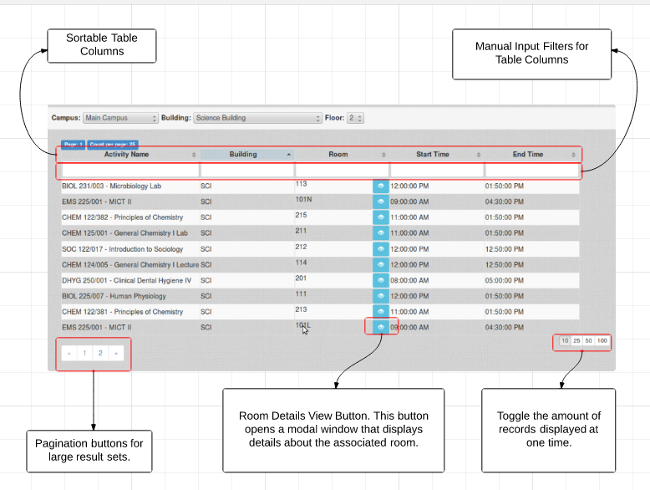 Sortable Table
Columns
Manual Input Filters for
Table Columns
Campus: Main Campus Building: Science Building Floor: 2
Page: 1 Count per page: 25
Activity Name Building Room Start Time End Time
BIOL 231/003 - Microbiology Lab SCI 113 12:00:00 PM 01:50:00 PM
EMS 225/001 - MICT II SCI 101N 09:00:00 AM 04:30:00 PM
CHEM 122/382 - Principles of Chemistry SCI 215 11:00:00 AM 01:50:00 PM
CHEM 125/001 - General Chemistry I Lab SCI 211 11:00:00 AM 01:50:00 PM
SOC 122/017 - Introduction to Sociology SCI 212 12:00:00 PM 12:50:00 PM
CHEM 124/005 - General Chemistry I Lecture SCI 114 12:00:00 PM 12:50:00 PM
DHYG 250/001 - Clinical Dental Hygiene IV SCI 201 08:00:00 AM 05:00:00 PM
BIOL 225/007 - Human Physiology SCI 111 12:00:00 PM 01:50:00 PM
CHEM 122/381 - Principles of Chemistry SCI 213 11:00:00 AM 01:50:00 PM
EMS 225/001 - MICT II SCI 101L 09:00:00 AM 04:30:00 PM
« 1 2 »
10 25 50 100
Pagination buttons for
large result sets.
Room Details View Button. This button
opens a modal window that displays
details about the associated room.
Toggle the amount of
records displayed at
one time.